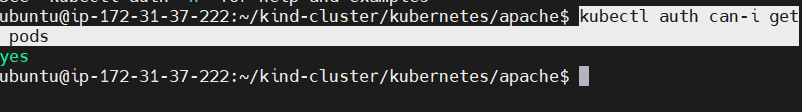 ubuntu@ip-172-31-37-222:~/kind-cluster/kubernetes/apache$ kubectl auth can-i get
pods
yes
ubuntu@ip-172-31-37-222:~/kind-cluster/kubernetes/apache$